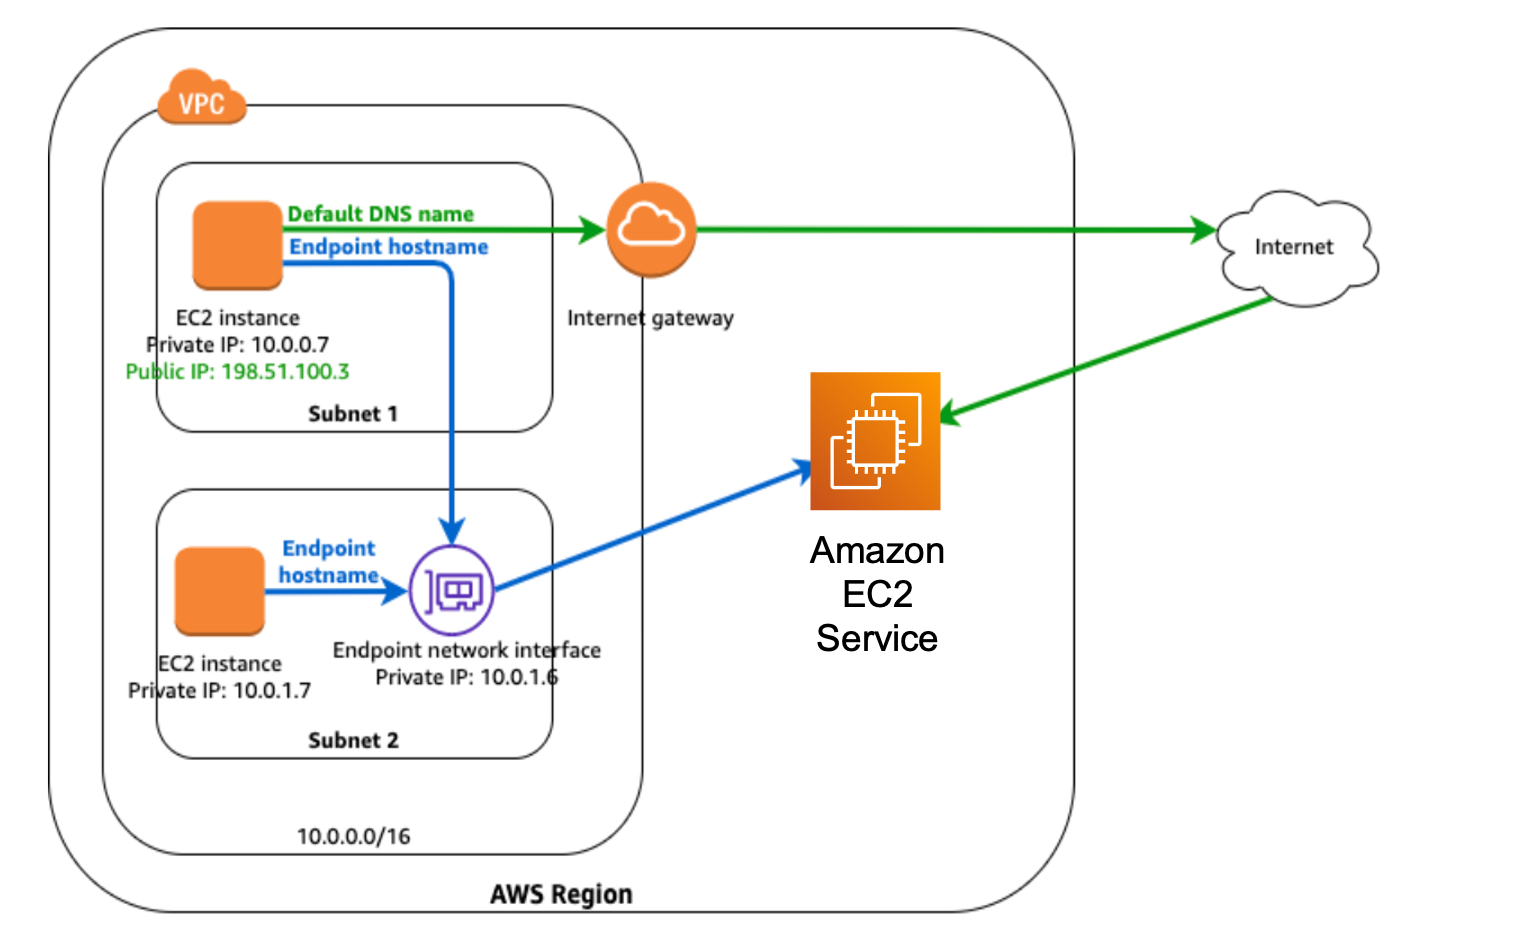 VPC
Default DNS name
Endpoint hostname
EC2 instance
Private IP: 10.0.0.7
Public IP: 198.51.100.3
Subnet 1
Internet gateway
Internet
Endpoint
hostname
EC2 instance
Private IP: 10.0.1.7
Endpoint network interface
Private IP: 10.0.1.6
Subnet 2
Amazon
EC2
Service
10.0.0.0/16
AWS Region